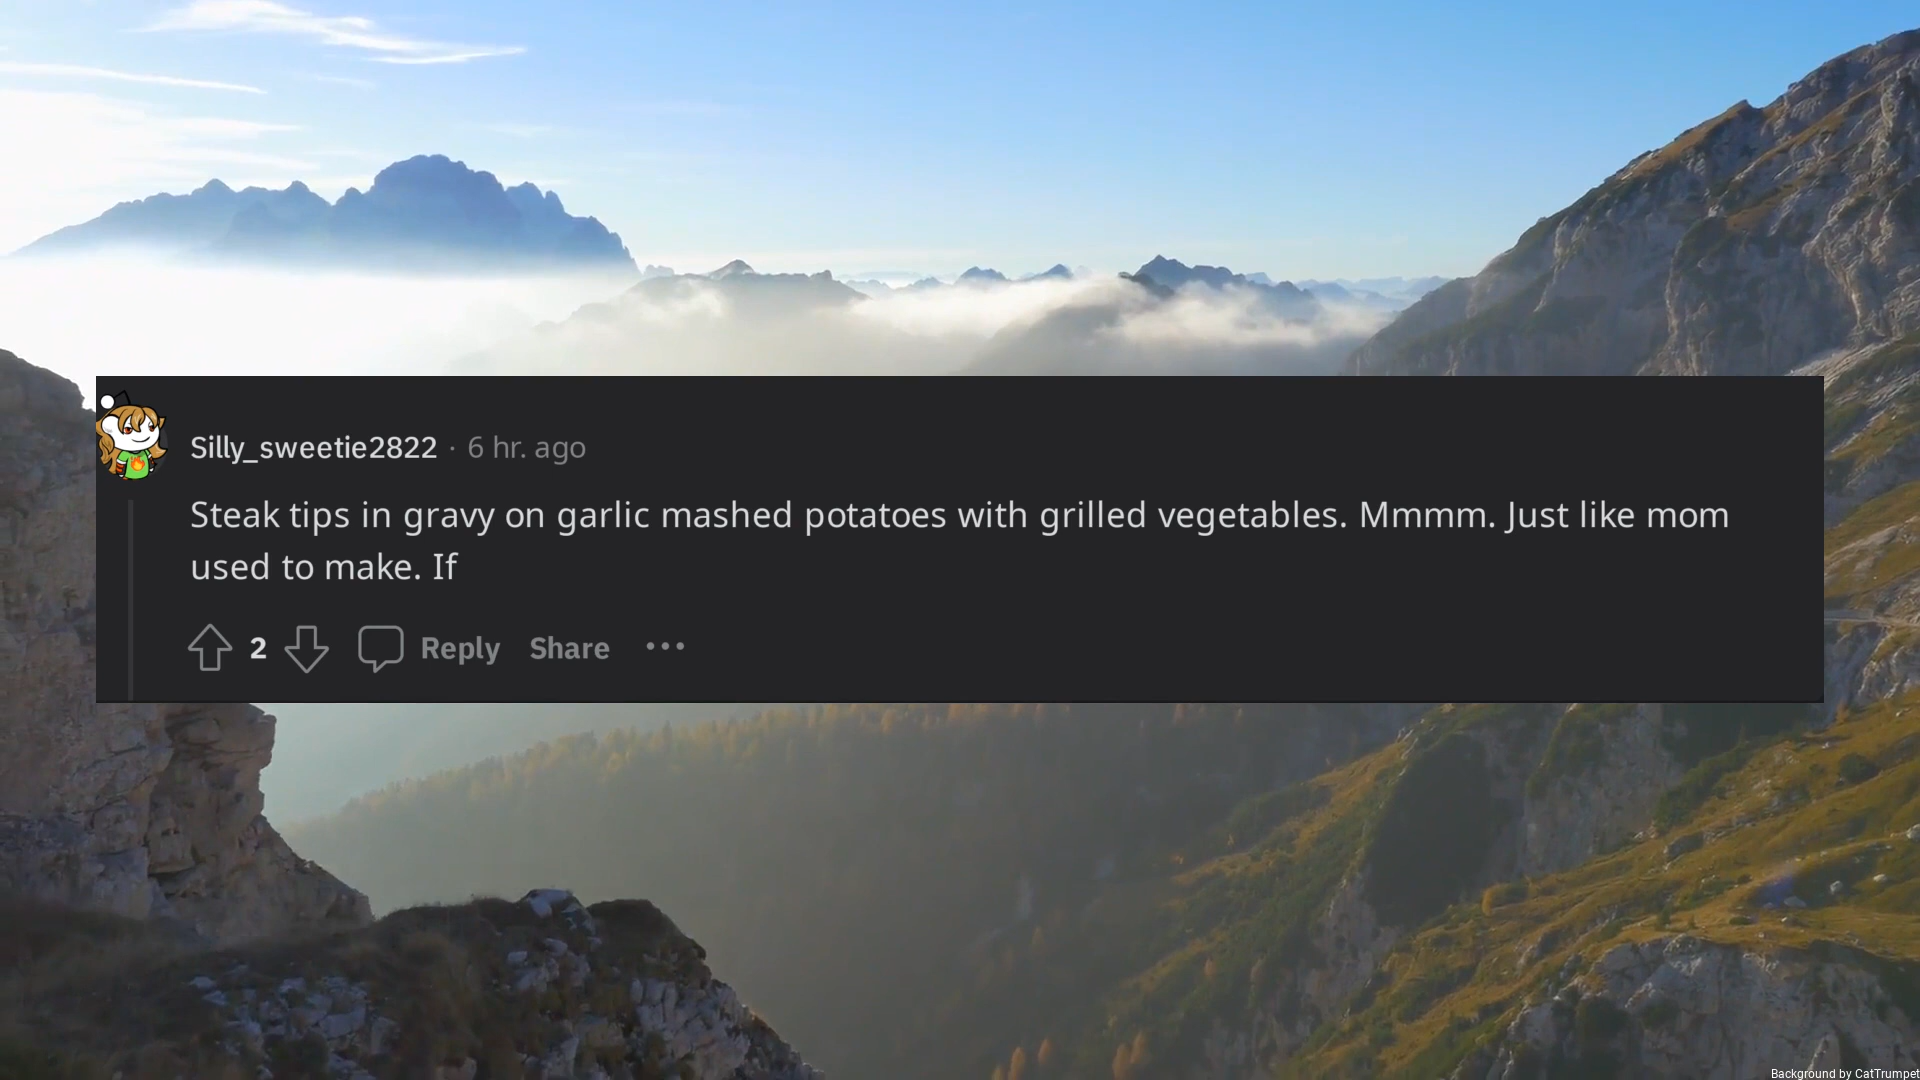 Silly_sweetie2822 · 6 hr. ago
Steak tips in gravy on garlic mashed potatoes with grilled vegetables. Mmmm. Just like mom
used to make. If
2 Reply Share ···
Background by CatTrumpet